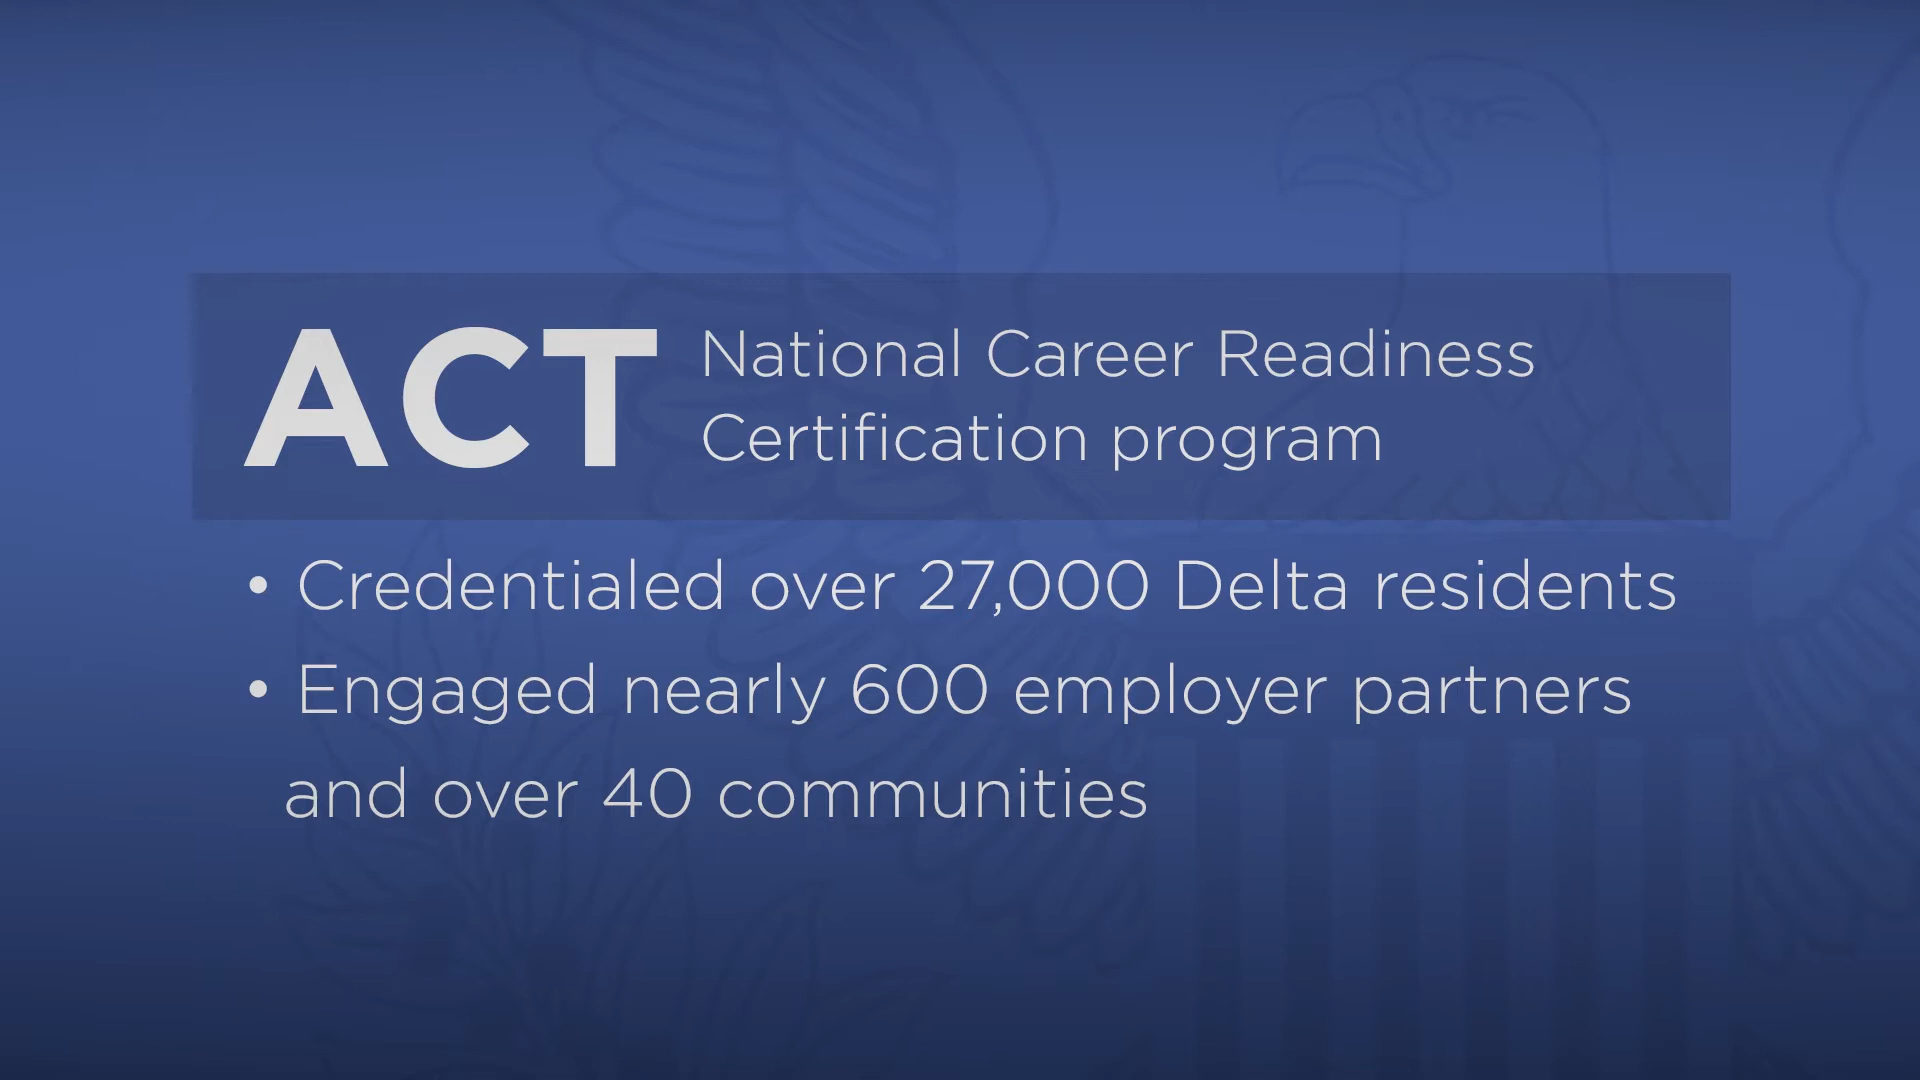 ACT National Career Readiness
Certification program
• Credentialed over 27,000 Delta residents
• Engaged nearly 600 employer partners
and over 40 communities